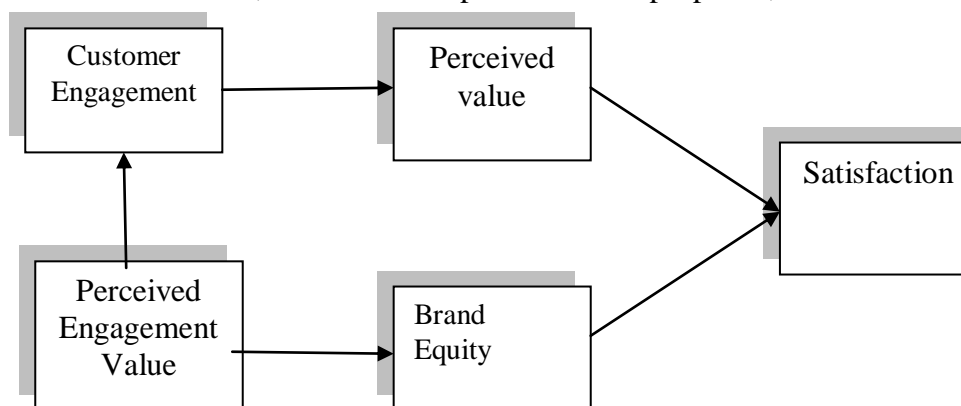 Customer
Engagement
Perceived
value
Satisfaction
Perceived
Engagement
Value
Brand
Equity